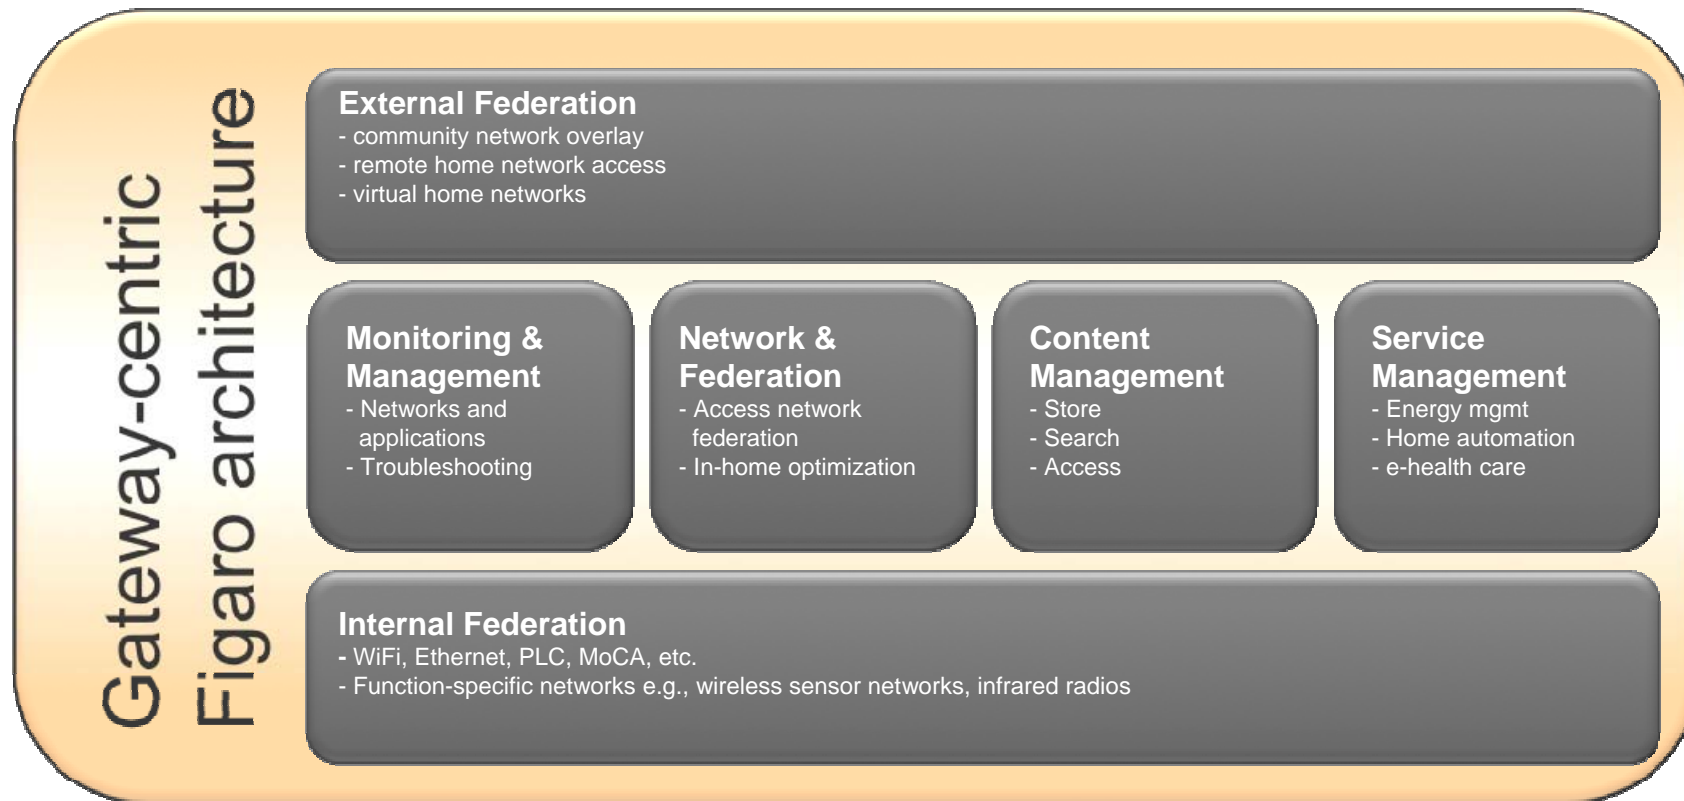 Gateway-centric
Figaro architecture
External Federation
- community network overlay
- remote home network access
- virtual home networks
Monitoring &
Management
- Networks and
applications
- Troubleshooting
Network &
Federation
- Access network
federation
- In-home optimization
Content
Management
- Store
- Search
- Access
Service
Management
- Energy mgmt
- Home automation
- e-health care
Internal Federation
- WiFi, Ethernet, PLC, MoCA, etc.
- Function-specific networks e.g., wireless sensor networks, infrared radios